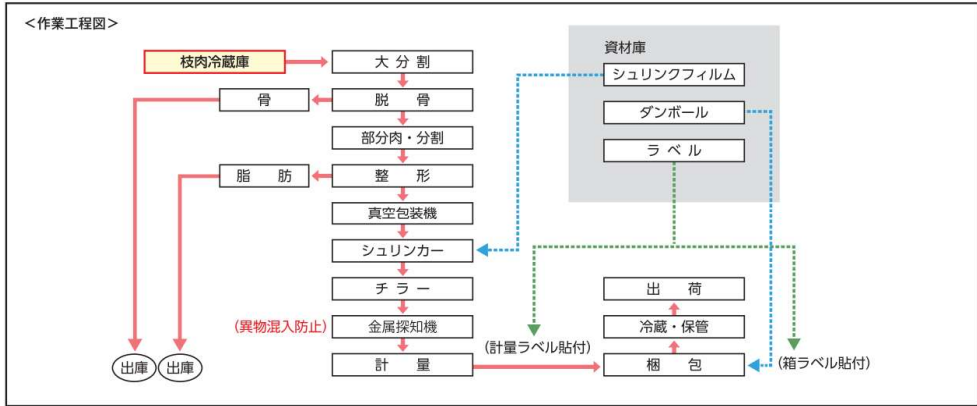 <作業工程図>
枝肉冷蔵庫
大分割
骨
脱骨
部分肉・分割
脂肪
整形
真空包装機
シュリンカー
チラー
(異物混入防止)
金属探知機
計量
出庫
出庫
資材庫
シュリンクフィルム
ダンボール
ラベル
出荷
冷蔵・保管
梱包
(計量ラベル貼付)
(箱ラベル貼付)